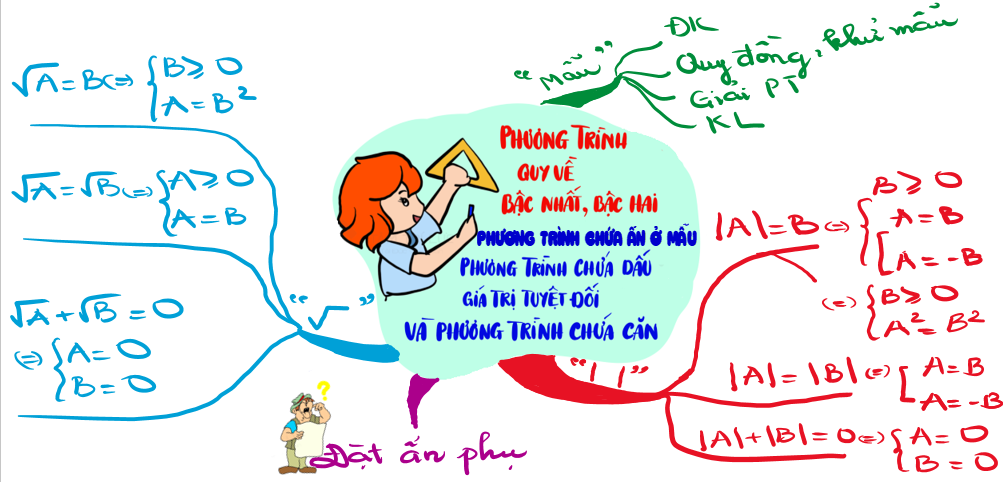 PHƯƠNG TRÌNH
QUY VỀ
BẬC NHẤT, BẬC HAI
PHƯƠNG TRÌNH CHỨA ẨN Ở MẪU
PHƯƠNG TRÌNH CHỨA DẤU
GIÁ TRỊ TUYỆT ĐỐI
VÀ PHƯƠNG TRÌNH CHỨA CĂN
"MẪU"
ĐK
Quy đồng, khử mẫu
Giải PT
KL
"| |"
|A| = B ⇔ { B ⩾ 0
[ A = B
A = -B
⇔ { B ⩾ 0
A² = B²
|A| = |B| ⇔ [ A = B
A = -B
|A| + |B| = 0 ⇔ { A = 0
B = 0
Đặt ẩn phụ
?
"√"
√A = B ⇔ { B ⩾ 0
A = B²
√A = √B ⇔ { A ⩾ 0
A = B
√A + √B = 0
⇔ { A = 0
B = 0